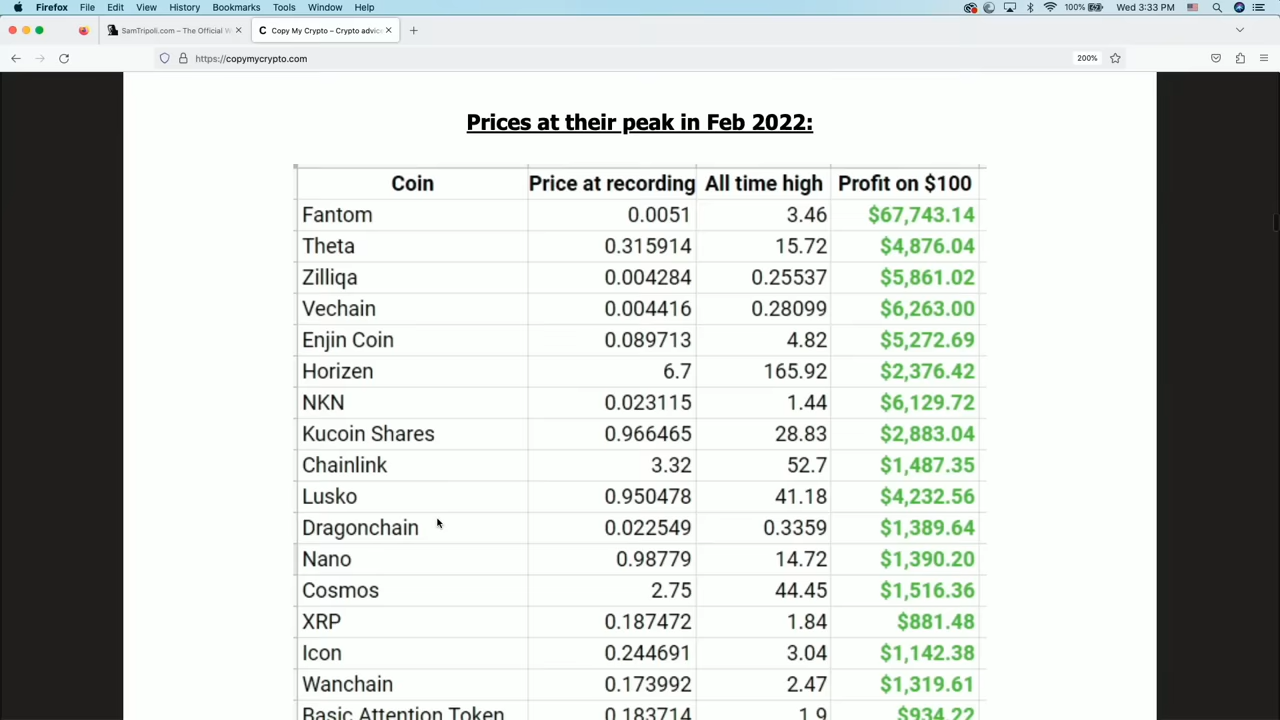 Firefox File Edit View History Bookmarks Tools Window Help 100% Wed 3:33 PM
SamTripoli.com – The Official W Copy My Crypto – Crypto advic
https://copymycrypto.com 200%
Prices at their peak in Feb 2022:
Coin Price at recording All time high Profit on $100
Fantom 0.0051 3.46 $67,743.14
Theta 0.315914 15.72 $4,876.04
Zilliqa 0.004284 0.25537 $5,861.02
Vechain 0.004416 0.28099 $6,263.00
Enjin Coin 0.089713 4.82 $5,272.69
Horizen 6.7 165.92 $2,376.42
NKN 0.023115 1.44 $6,129.72
Kucoin Shares 0.966465 28.83 $2,883.04
Chainlink 3.32 52.7 $1,487.35
Lusko 0.950478 41.18 $4,232.56
Dragonchain 0.022549 0.3359 $1,389.64
Nano 0.98779 14.72 $1,390.20
Cosmos 2.75 44.45 $1,516.36
XRP 0.187472 1.84 $881.48
Icon 0.244691 3.04 $1,142.38
Wanchain 0.173992 2.47 $1,319.61
Basic Attention Token 0.183714 1.9 $934.22